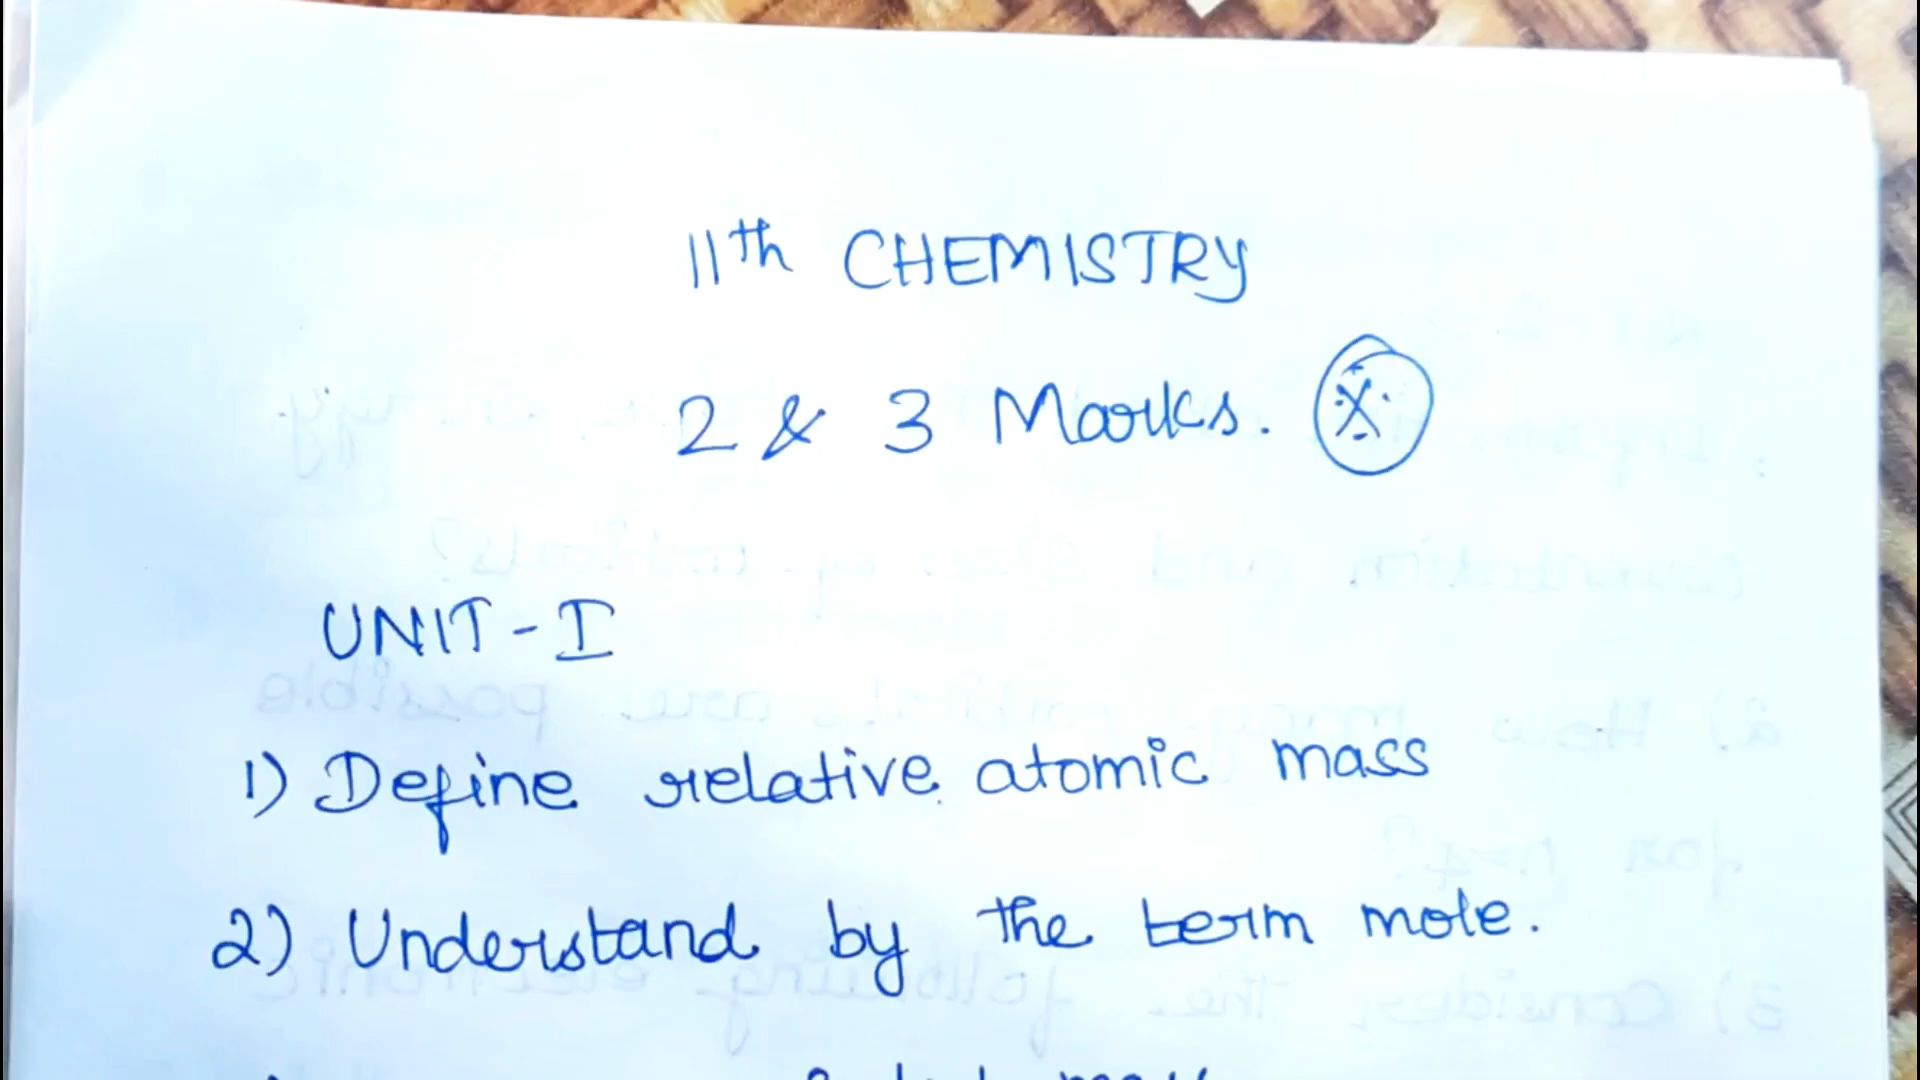 11th CHEMISTRY
2 & 3 Marks.
UNIT - I
1) Define relative atomic mass
2) Understand by the term mole.